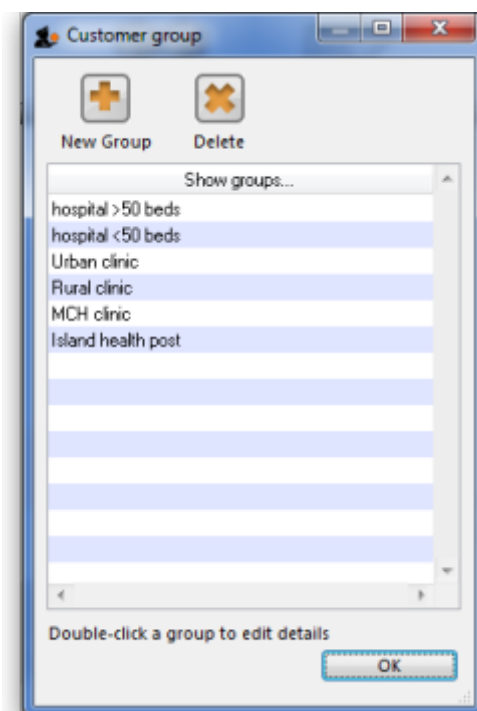 Customer group
New Group Delete
Show groups...
hospital >50 beds
hospital <50 beds
Urban clinic
Rural clinic
MCH clinic
Island health post
Double-click a group to edit details
OK